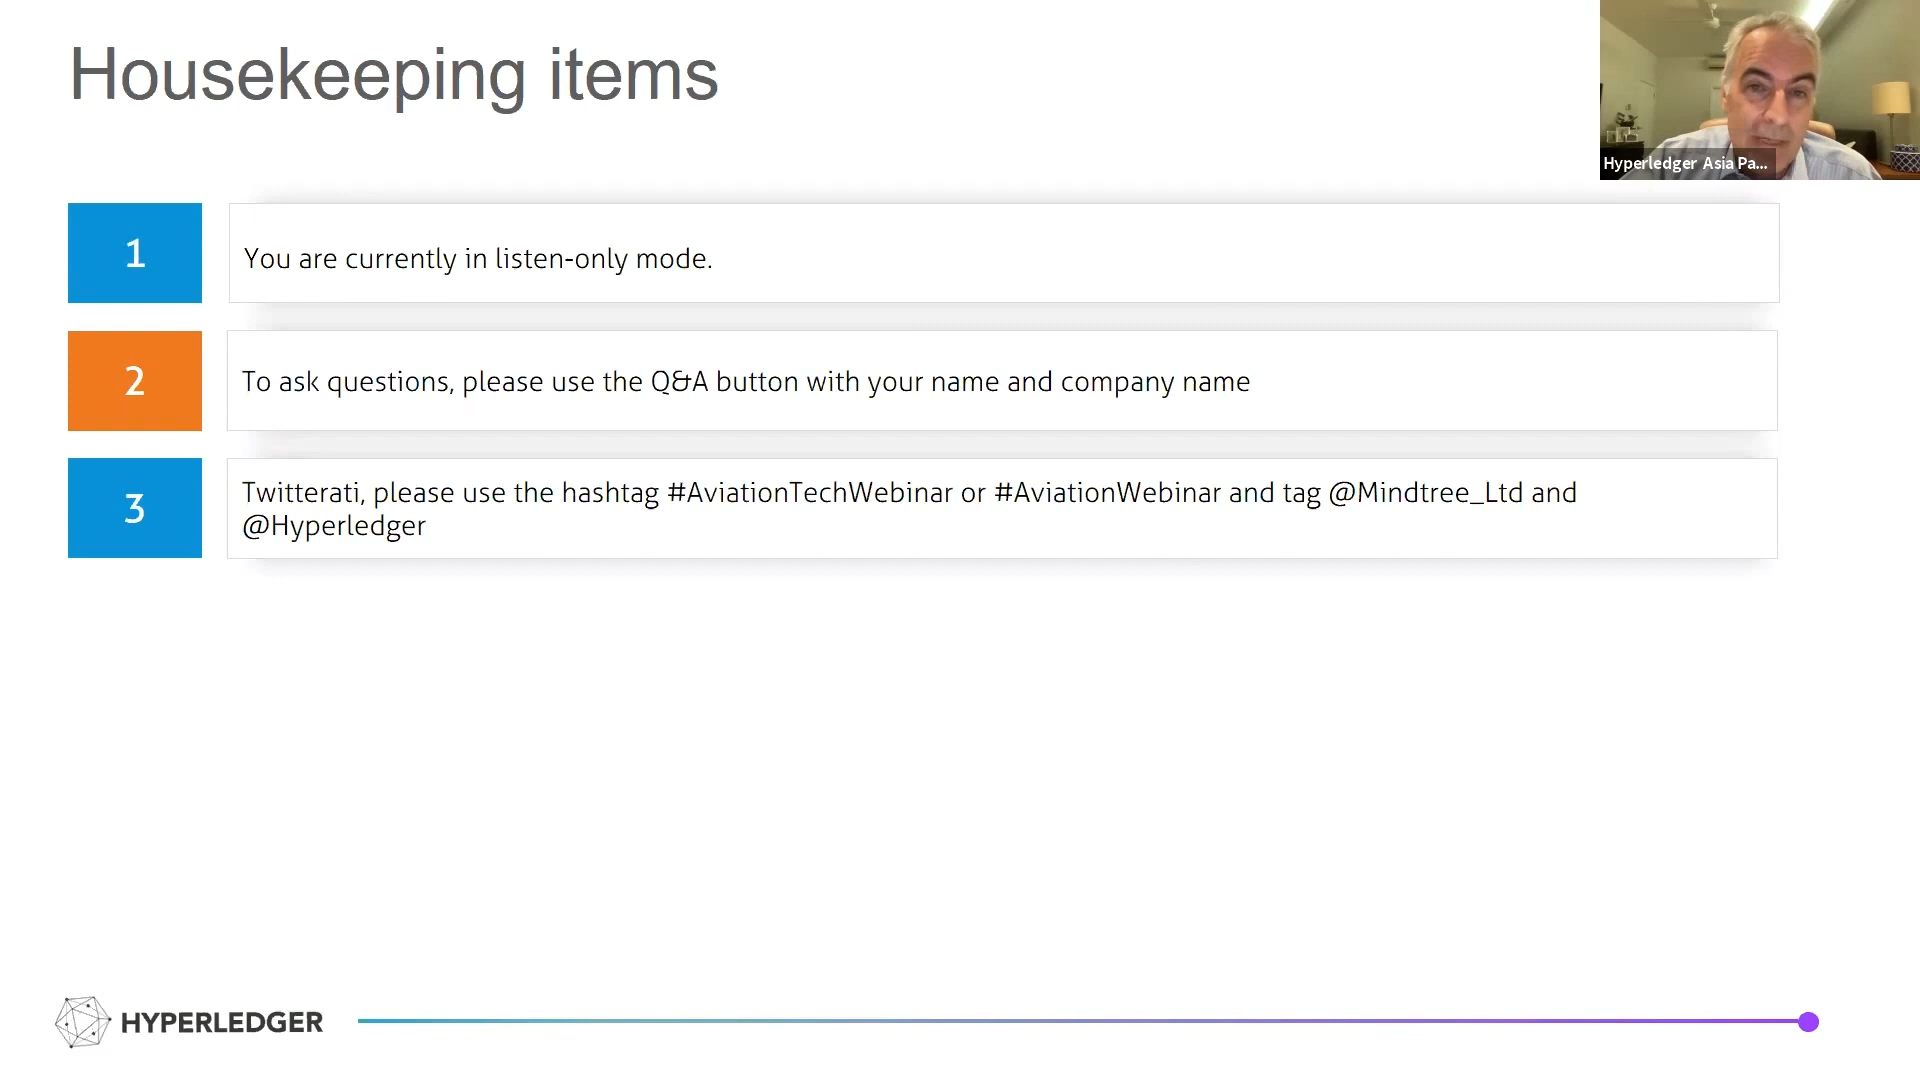 Housekeeping items
Hyperledger Asia Pa...
1
You are currently in listen-only mode.
2
To ask questions, please use the Q&A button with your name and company name
3
Twitterati, please use the hashtag #AviationTechWebinar or #AviationWebinar and tag @Mindtree_Ltd and
@Hyperledger
HYPERLEDGER